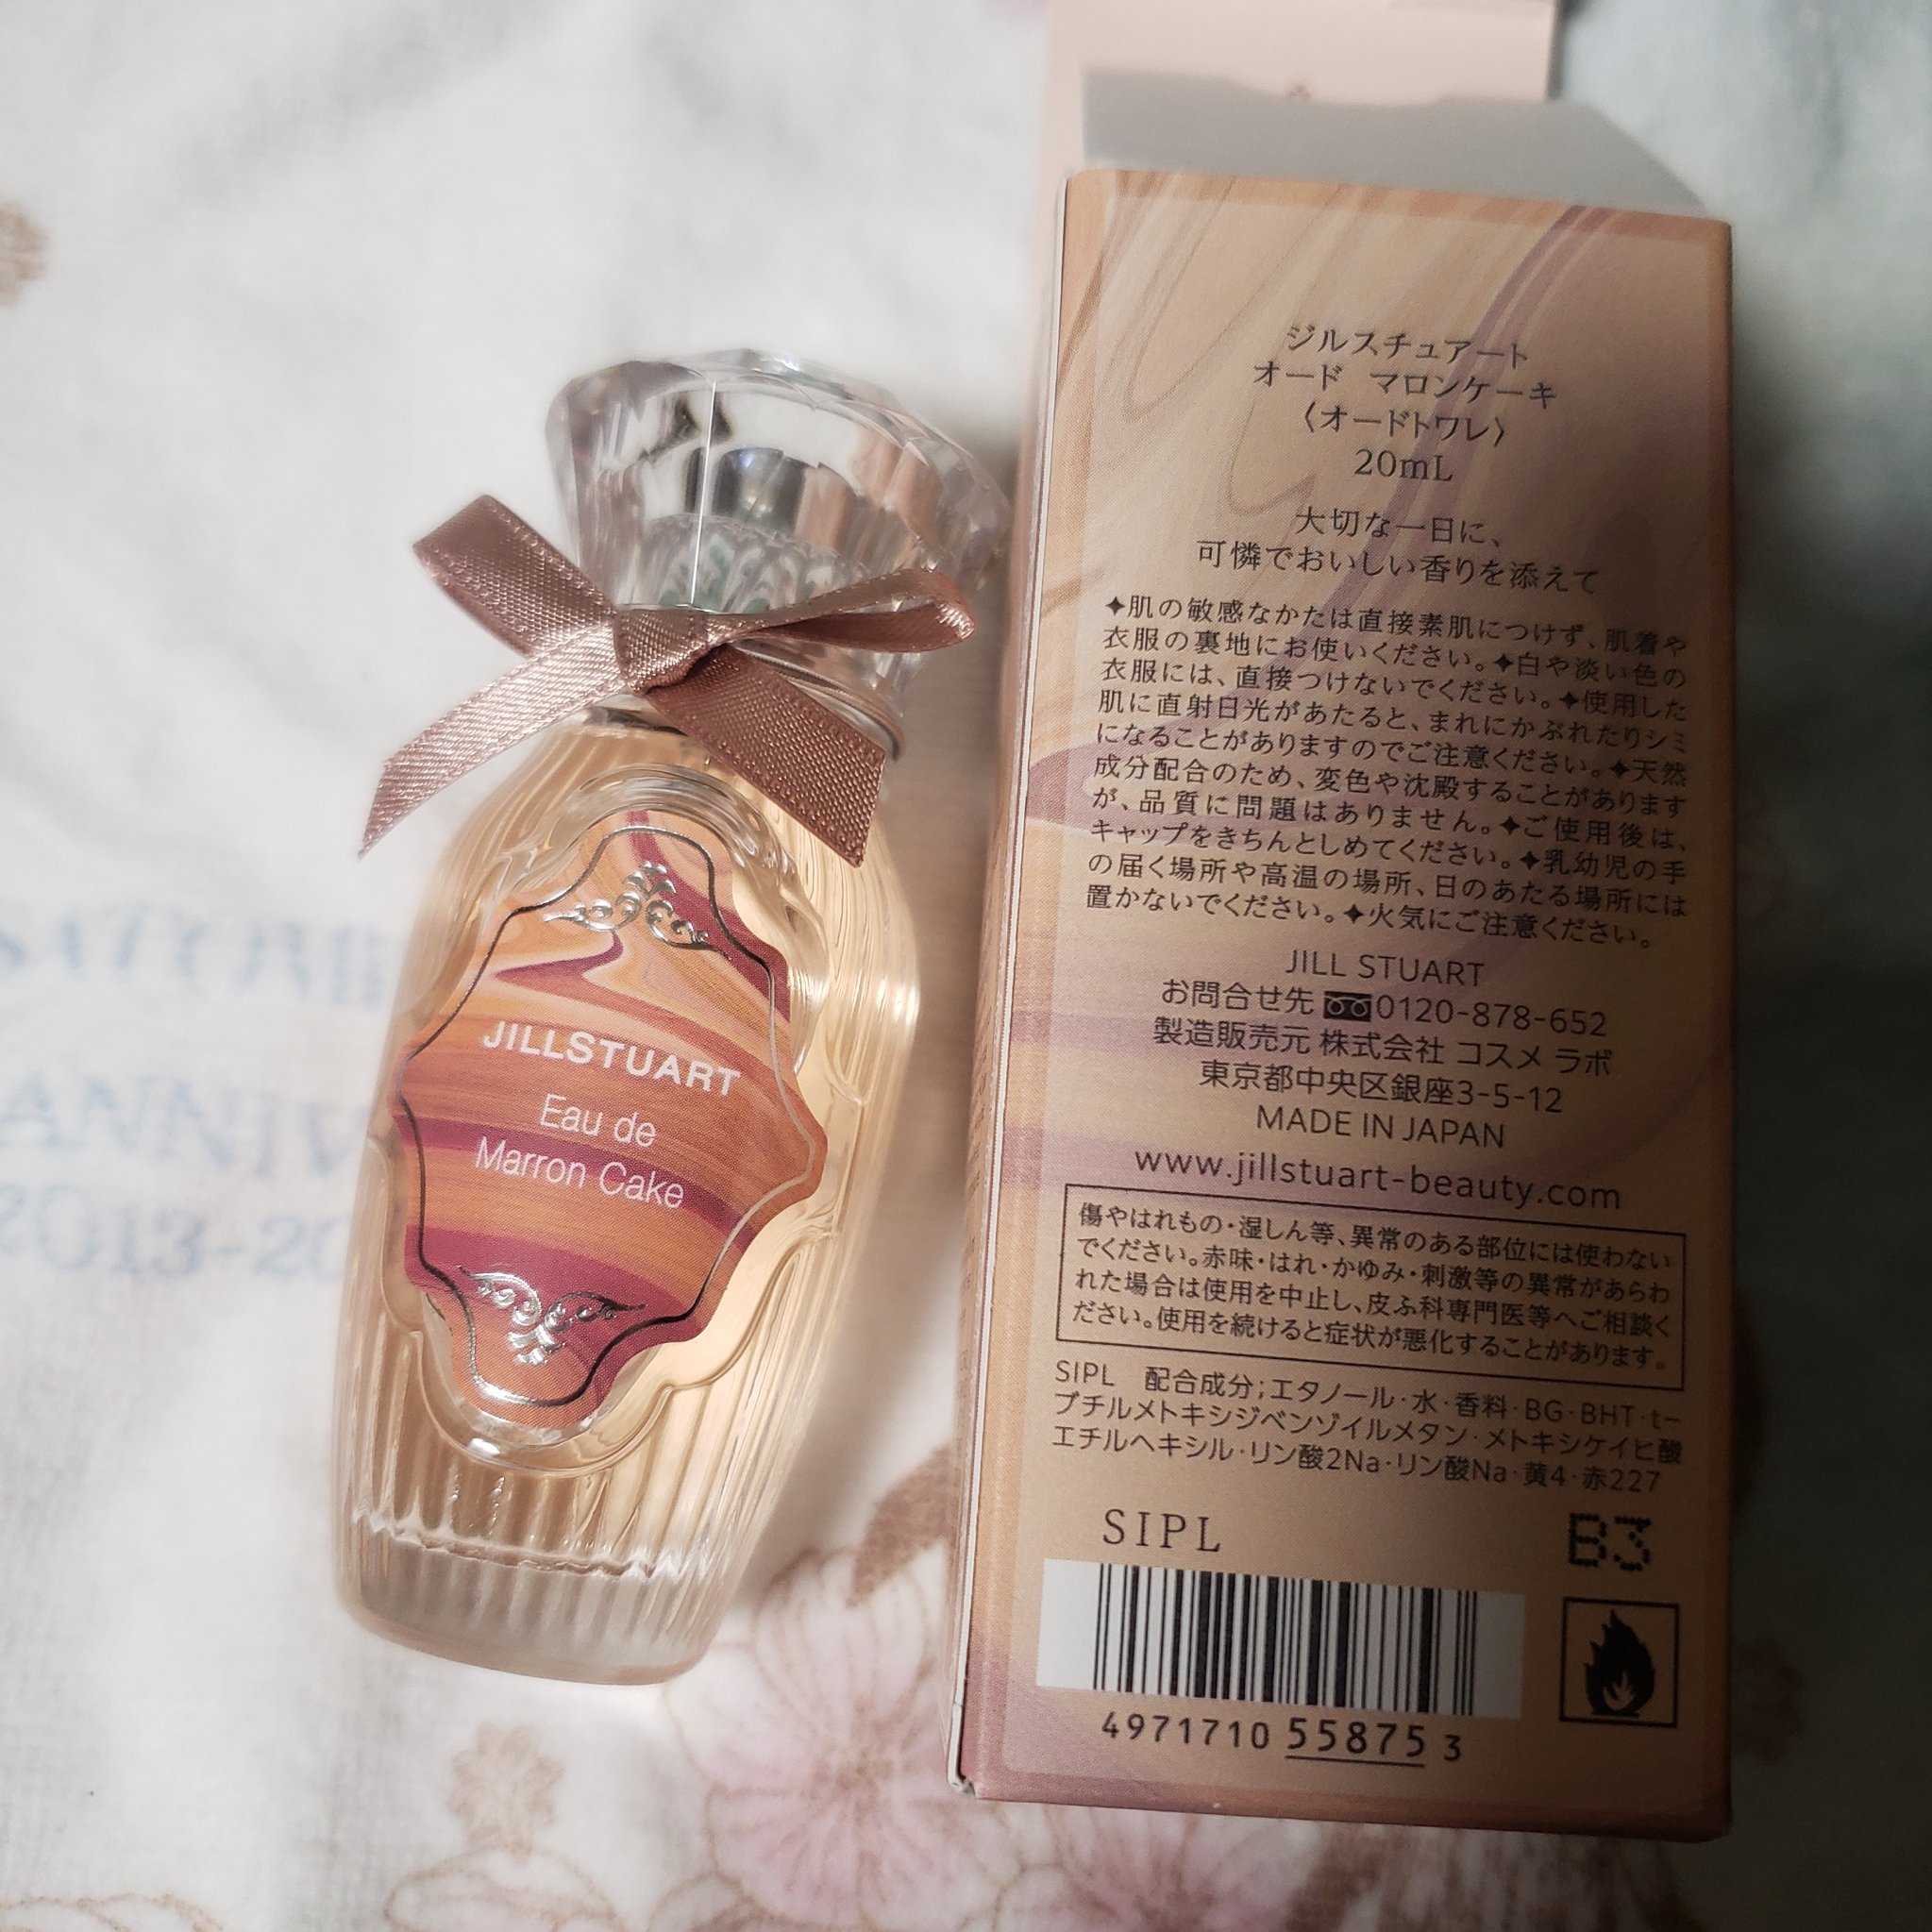 JILLSTUART
Eau de
Marron Cake
ジルスチュアート
オード マロンケーキ
〈オードトワレ〉
20mL
大切な一日に、
可憐でおいしい香りを添えて
✦肌の敏感なかたは直接素肌につけず、肌着や
衣服の裏地にお使いください。✦白や淡い色の
衣服には、直接つけないでください。✦使用した
肌に直射日光があたると、まれにかぶれたりシミ
になることがありますのでご注意ください。✦天然
成分配合のため、変色や沈殿することがあります
が、品質に問題はありません。✦ご使用後は、
キャップをきちんとしめてください。✦乳幼児の手
の届く場所や高温の場所、日のあたる場所には
置かないでください。✦火気にご注意ください。
JILL STUART
お問合せ先 0120-878-652
製造販売元 株式会社 コスメ ラボ
東京都中央区銀座3-5-12
MADE IN JAPAN
www.jillstuart-beauty.com
傷やはれもの・湿しん等、異常のある部位には使わない
でください。赤味・はれ・かゆみ・刺激等の異常があらわ
れた場合は使用を中止し、皮ふ科専門医等へご相談く
ださい。使用を続けると症状が悪化することがあります。
SIPL 配合成分；エタノール・水・香料・BG・BHT・t−
ブチルメトキシジベンゾイルメタン・メトキシケイヒ酸
エチルヘキシル・リン酸2Na・リン酸Na・黄4・赤227
SIPL
B3
4971710 55875 3
ANNIV
2013-20